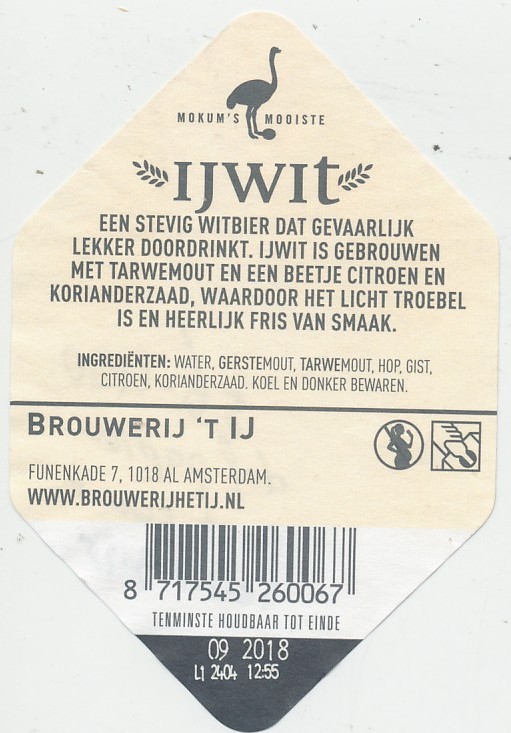 MOKUM'S MOOISTE
IJWIT
EEN STEVIG WITBIER DAT GEVAARLIJK
LEKKER DOORDRINKT. IJWIT IS GEBROUWEN
MET TARWEMOUT EN EEN BEETJE CITROEN EN
KORIANDERZAAD, WAARDOOR HET LICHT TROEBEL
IS EN HEERLIJK FRIS VAN SMAAK.
INGREDIËNTEN: WATER, GERSTEMOUT, TARWEMOUT, HOP, GIST,
CITROEN, KORIANDERZAAD. KOEL EN DONKER BEWAREN.
BROUWERIJ 'T IJ
FUNENKADE 7, 1018 AL AMSTERDAM.
WWW.BROUWERIJHETIJ.NL
8 717545 260067
TENMINSTE HOUDBAAR TOT EINDE
09 2018
L1 2404 12:55